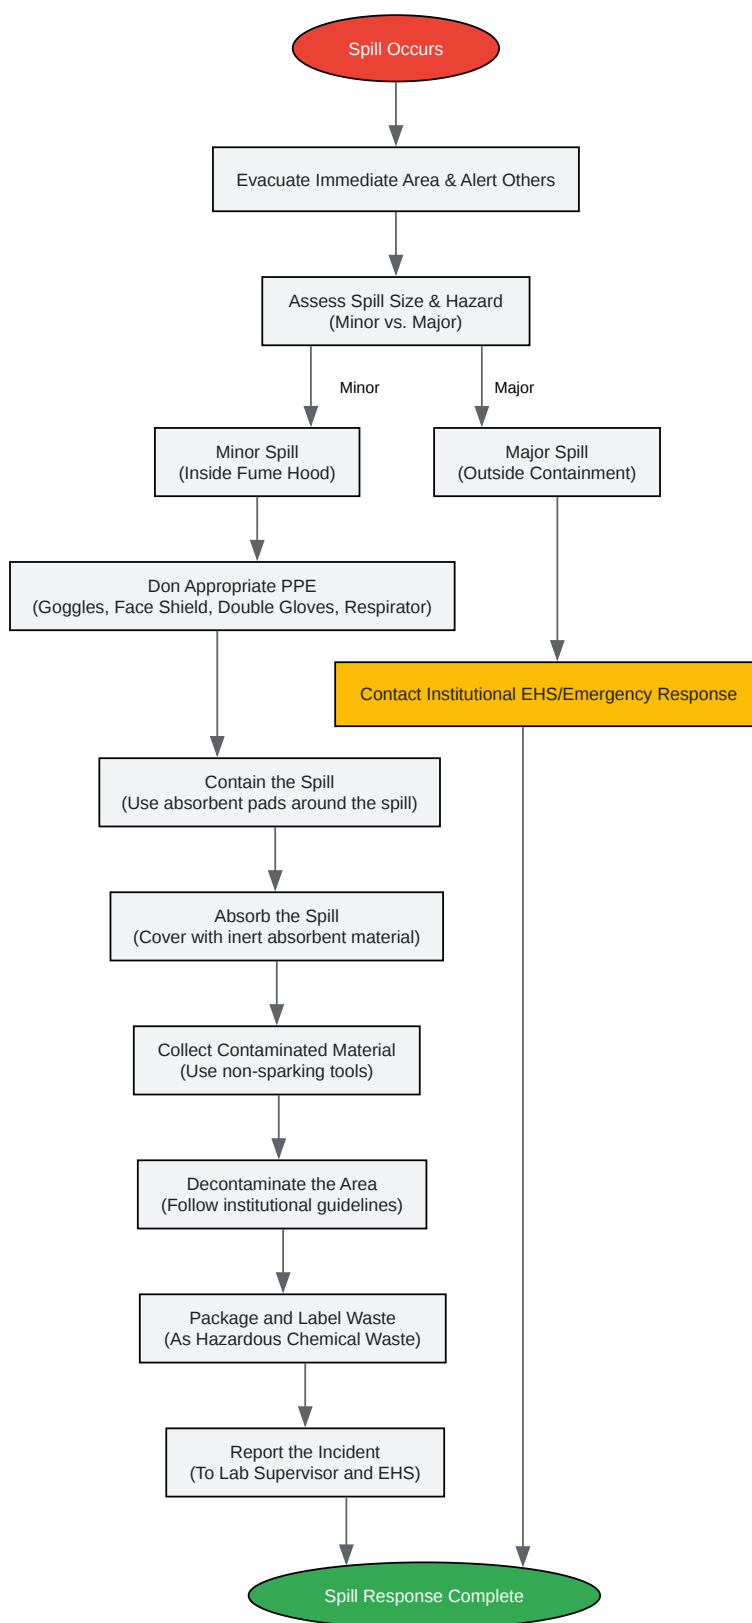 Spill Occurs
Evacuate Immediate Area & Alert Others
Assess Spill Size & Hazard
(Minor vs. Major)
Minor
Major
Minor Spill
(Inside Fume Hood)
Major Spill
(Outside Containment)
Don Appropriate PPE
(Goggles, Face Shield, Double Gloves, Respirator)
Contact Institutional EHS/Emergency Response
Contain the Spill
(Use absorbent pads around the spill)
Absorb the Spill
(Cover with inert absorbent material)
Collect Contaminated Material
(Use non-sparking tools)
Decontaminate the Area
(Follow institutional guidelines)
Package and Label Waste
(As Hazardous Chemical Waste)
Report the Incident
(To Lab Supervisor and EHS)
Spill Response Complete